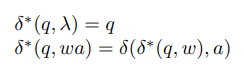 δ*(q, λ) = q
δ*(q, wa) = δ(δ*(q, w), a)